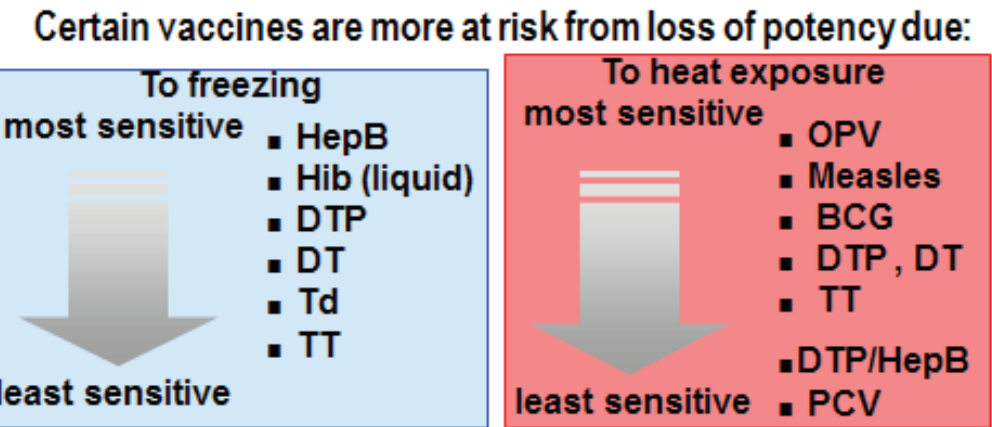 Certain vaccines are more at risk from loss of potency due:
To freezing
most sensitive
■ HepB
■ Hib (liquid)
■ DTP
■ DT
■ Td
■ TT
least sensitive
To heat exposure
most sensitive
■ OPV
■ Measles
■ BCG
■ DTP , DT
■ TT
■DTP/HepB
least sensitive ■ PCV